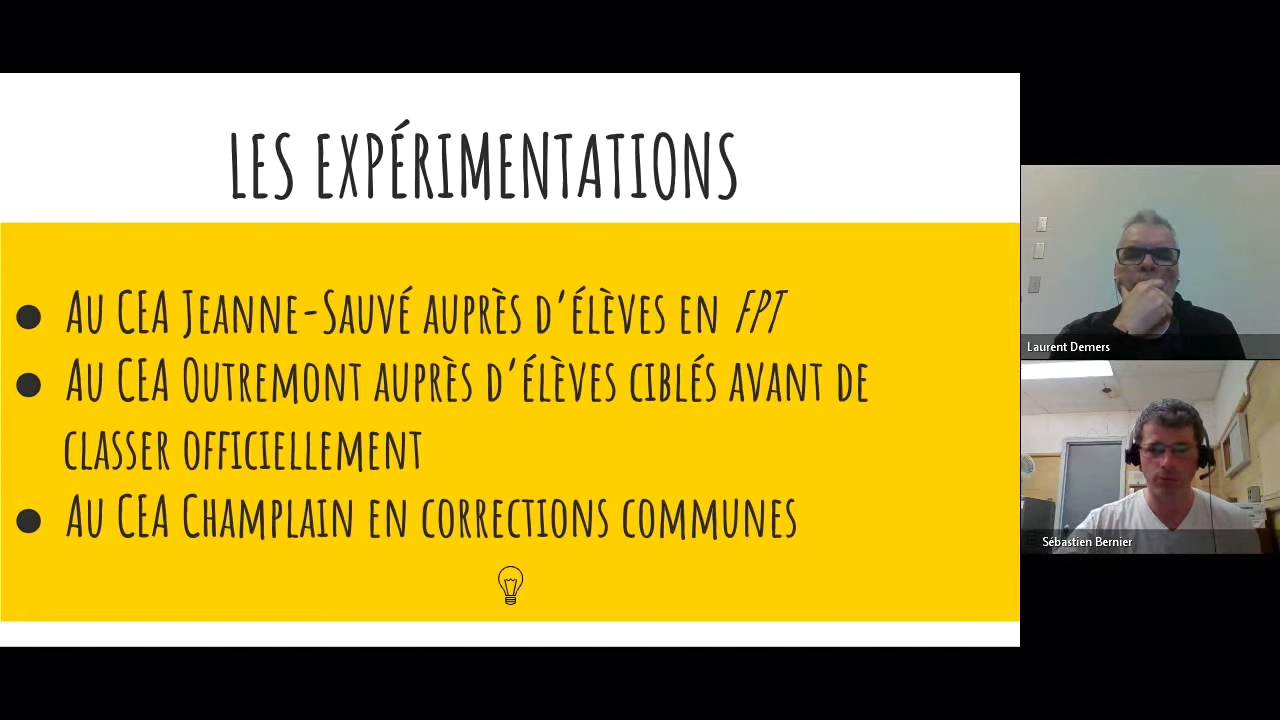 LES EXPÉRIMENTATIONS
● Au CEA Jeanne-Sauvé auprès d'élèves en FPT
● Au CEA Outremont auprès d'élèves ciblés avant de
classer officiellement
● Au CEA Champlain en corrections communes
Laurent Demers
Sébastien Bernier